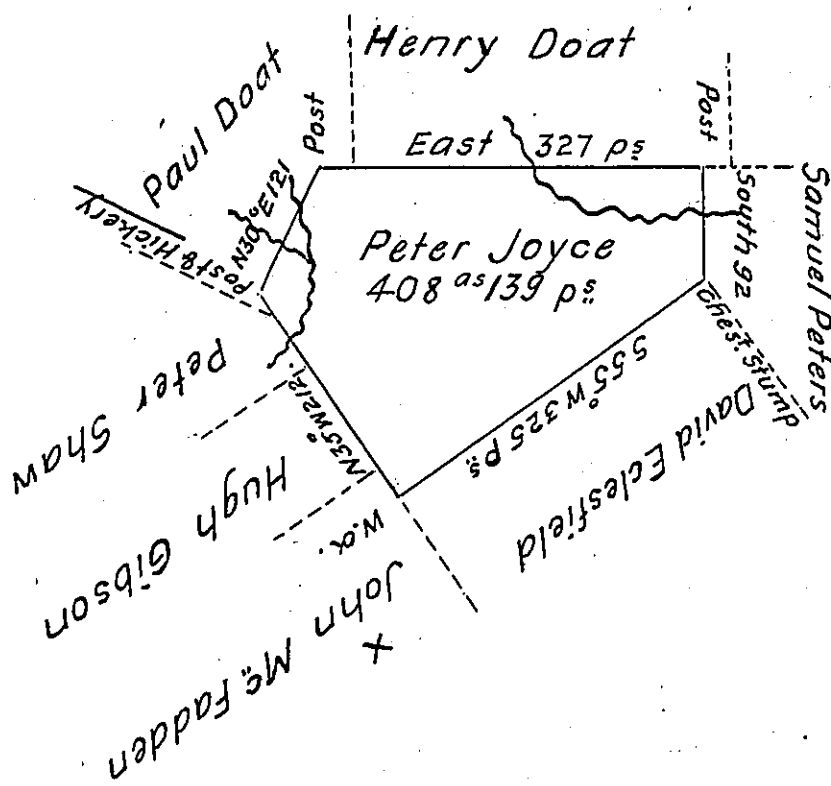 Henry Doat
Paul Doat
Post
Post
East 327 ps
Samuel Peters
South 92
Post & Hickery
N30°E121
Peter Joyce
408 as 139 ps
Chest. Stump
S55°W 325 Ps
David Eclesfield
N35°W212.
Peter Shaw
Hugh Gibson
W.O.
John Mc Fadden
X